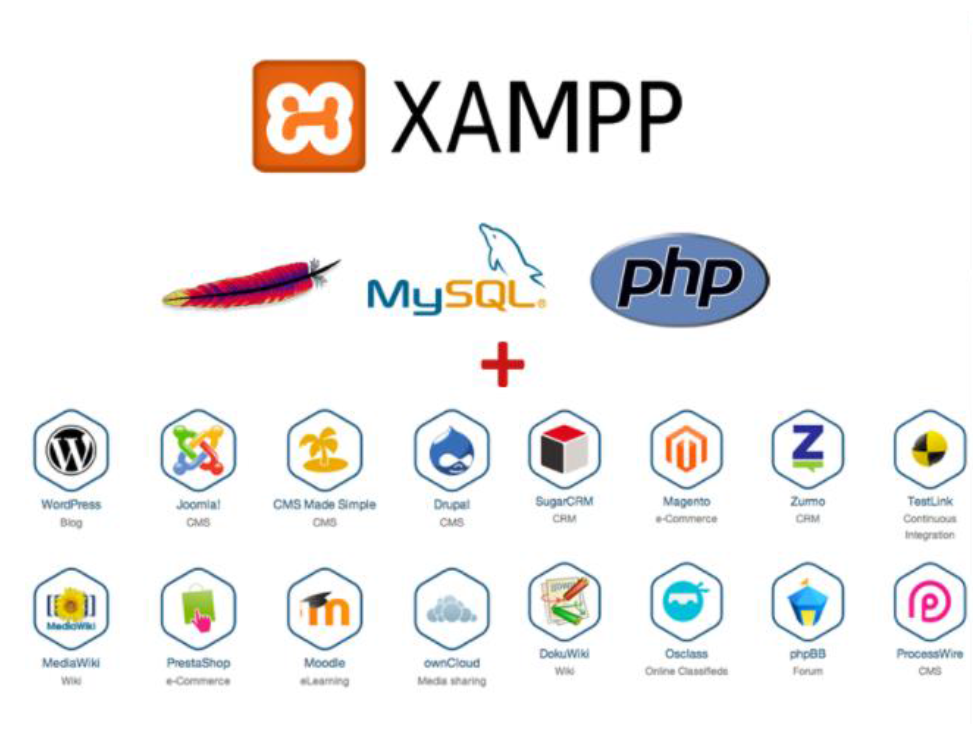 XAMPP
MySQL®
php
WordPress
Blog
Joomla!
CMS
CMS Made Simple
CMS
Drupal
CMS
SugarCRM
CRM
Magento
e-Commerce
Zurmo
CRM
TestLink
Continuous
Integration
MediaWiki
MediaWiki
Wiki
PrestaShop
e-Commerce
Moodle
eLearning
ownCloud
Media sharing
DokuWiki
Wiki
Osclass
Online Classifieds
phpBB
Forum
ProcessWire
CMS